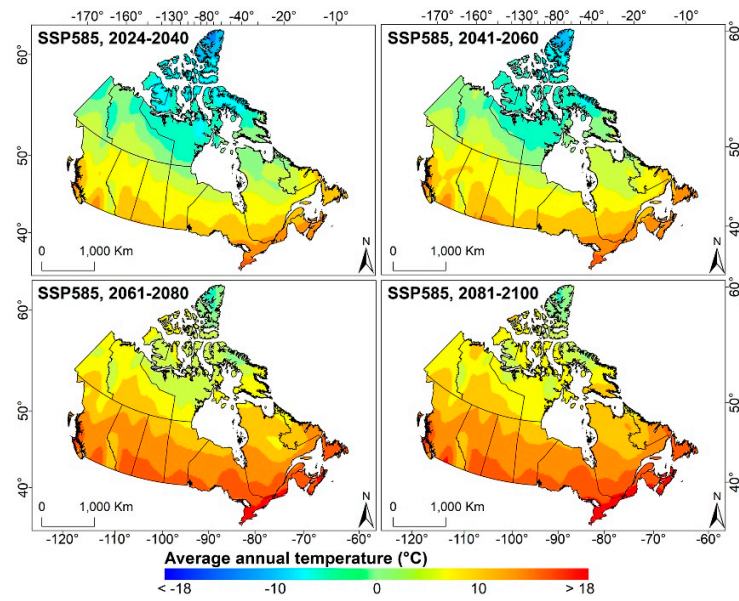 -170° -160° -130° -80° -40° -20° -10°
-170° -160° -130° -80° -40° -20° -10°
SSP585, 2024-2040
SSP585, 2041-2060
60°
50°
40°
60°
50°
40°
0 1,000 Km
N
0 1,000 Km
N
SSP585, 2061-2080
SSP585, 2081-2100
60°
50°
40°
60°
50°
40°
0 1,000 Km
N
0 1,000 Km
N
-120° -110° -100° -90° -80° -70° -60°
-120° -110° -100° -90° -80° -70° -60°
Average annual temperature (°C)
< -18 -10 0 10 > 18